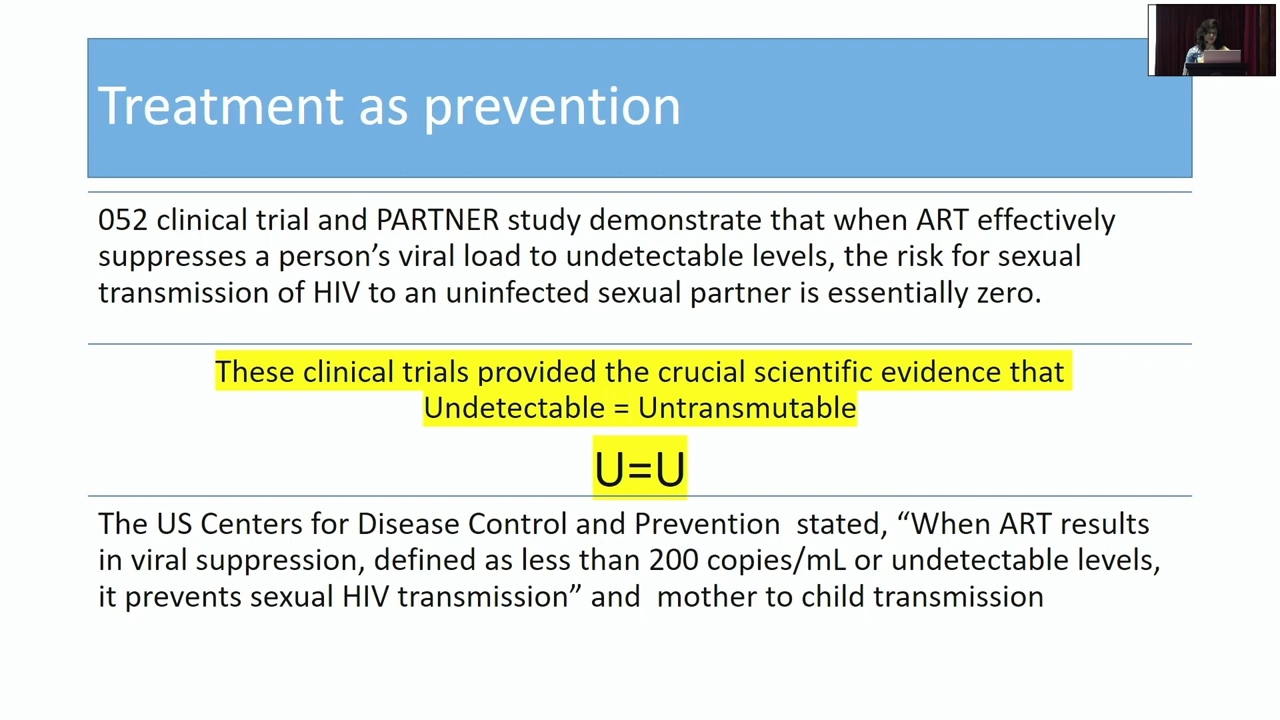 Treatment as prevention
052 clinical trial and PARTNER study demonstrate that when ART effectively
suppresses a person’s viral load to undetectable levels, the risk for sexual
transmission of HIV to an uninfected sexual partner is essentially zero.
These clinical trials provided the crucial scientific evidence that
Undetectable = Untransmutable
U=U
The US Centers for Disease Control and Prevention  stated, “When ART results
in viral suppression, defined as less than 200 copies/mL or undetectable levels,
it prevents sexual HIV transmission” and  mother to child transmission